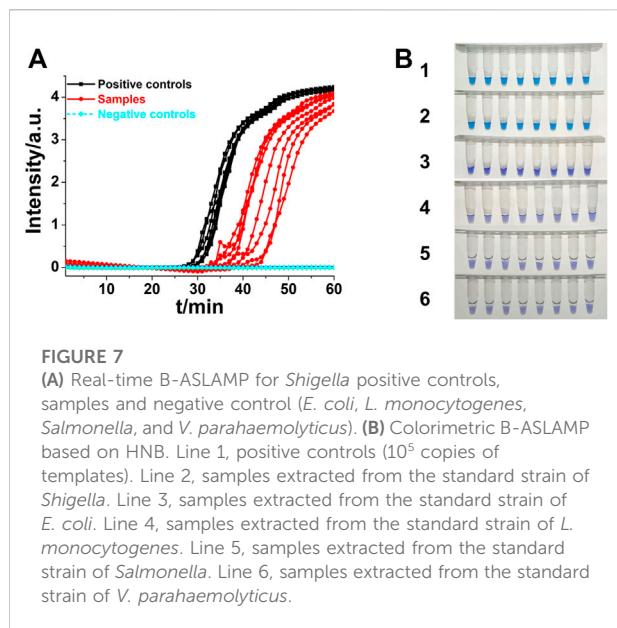 A
B
Positive controls
Samples
Negative controls
Intensity/a.u.
4
3
2
1
0
0 10 20 30 40 50 60
t/min
1
2
3
4
5
6
FIGURE 7
(A) Real-time B-ASLAMP for Shigella positive controls,
samples and negative control (E. coli, L. monocytogenes,
Salmonella, and V. parahaemolyticus). (B) Colorimetric B-ASLAMP
based on HNB. Line 1, positive controls (10⁵ copies of
templates). Line 2, samples extracted from the standard strain of
Shigella. Line 3, samples extracted from the standard strain of
E. coli. Line 4, samples extracted from the standard strain of L.
monocytogenes. Line 5, samples extracted from the standard
strain of Salmonella. Line 6, samples extracted from the standard
strain of V. parahaemolyticus.